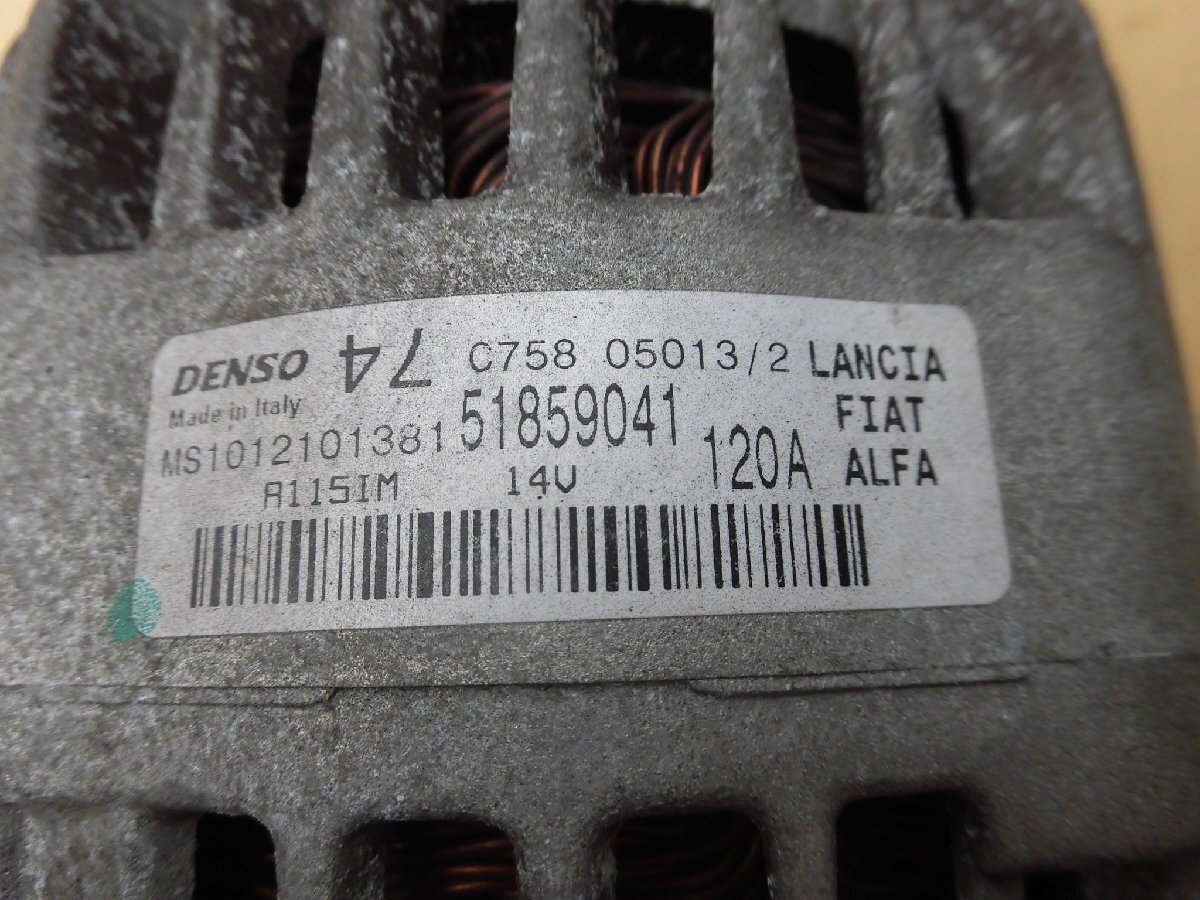 DENSO 74 C758 05013/2 LANCIA
Made in Italy 51859041 FIAT
MS1012101381 120A ALFA
A115IM 14V